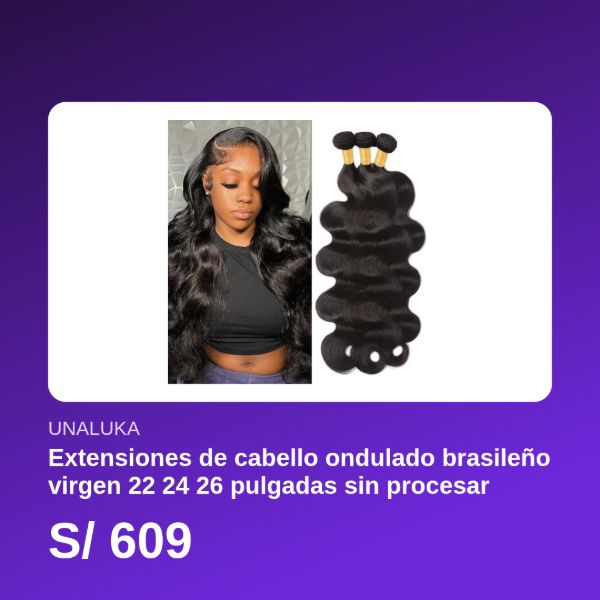 UNALUKA
Extensiones de cabello ondulado brasileño
virgen 22 24 26 pulgadas sin procesar
S/ 609